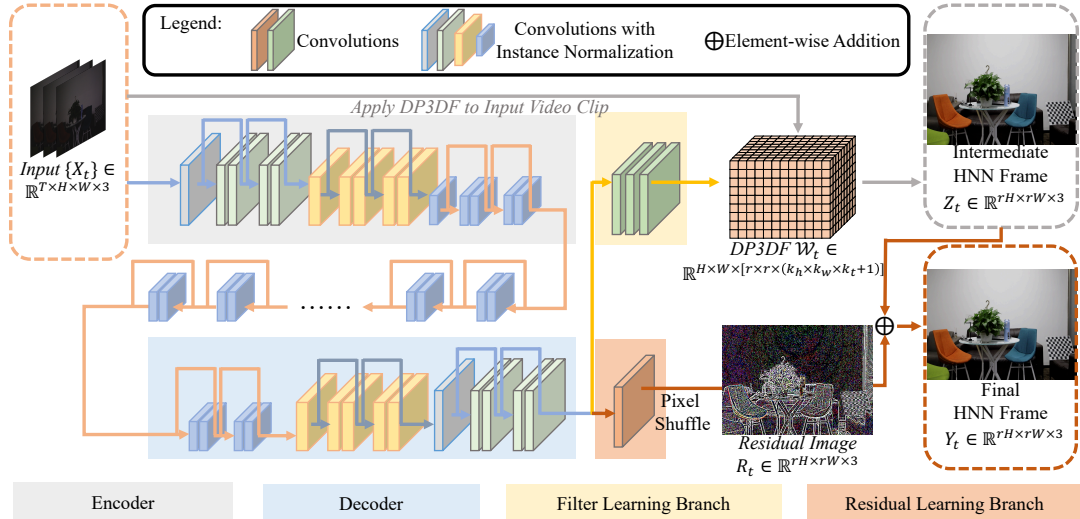 Legend:
Convolutions
Convolutions with
Instance Normalization
⊕Element-wise Addition
Apply DP3DF to Input Video Clip
Input {X_t} ∈
ℝ^{T×H×W×3}
Intermediate
HNN Frame
Z_t ∈ ℝ^{rH×rW×3}
DP3DF 𝒲_t ∈
ℝ^{H×W×[r×r×(k_h×k_w×k_t+1)]}
......
Pixel
Shuffle
Residual Image
R_t ∈ ℝ^{rH×rW×3}
Final
HNN Frame
Y_t ∈ ℝ^{rH×rW×3}
Encoder
Decoder
Filter Learning Branch
Residual Learning Branch